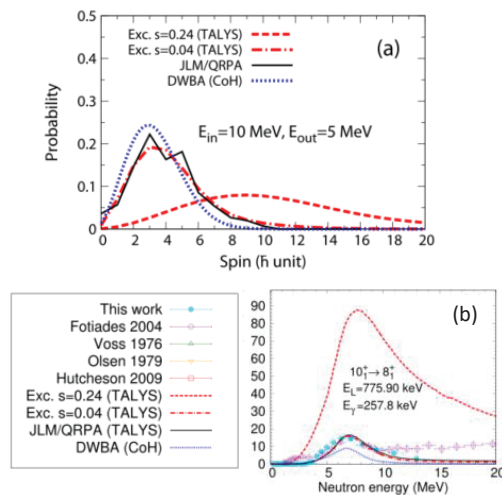 Exc. s=0.24 (TALYS)
Exc. s=0.04 (TALYS)
JLM/QRPA
DWBA (CoH)
(a)
E_in=10 MeV, E_out=5 MeV
Probability
0.5
0.4
0.3
0.2
0.1
0
0 2 4 6 8 10 12 14 16 18 20
Spin (ħ unit)
This work
Fotiades 2004
Voss 1976
Olsen 1979
Hutcheson 2009
Exc. s=0.24 (TALYS)
Exc. s=0.04 (TALYS)
JLM/QRPA (TALYS)
DWBA (CoH)
(b)
90
80
70
60
50
40
30
20
10
0
10⁺₁→ 8⁺₁
E_L=775.90 keV
E_γ=257.8 keV
0 5 10 15 20
Neutron energy (MeV)